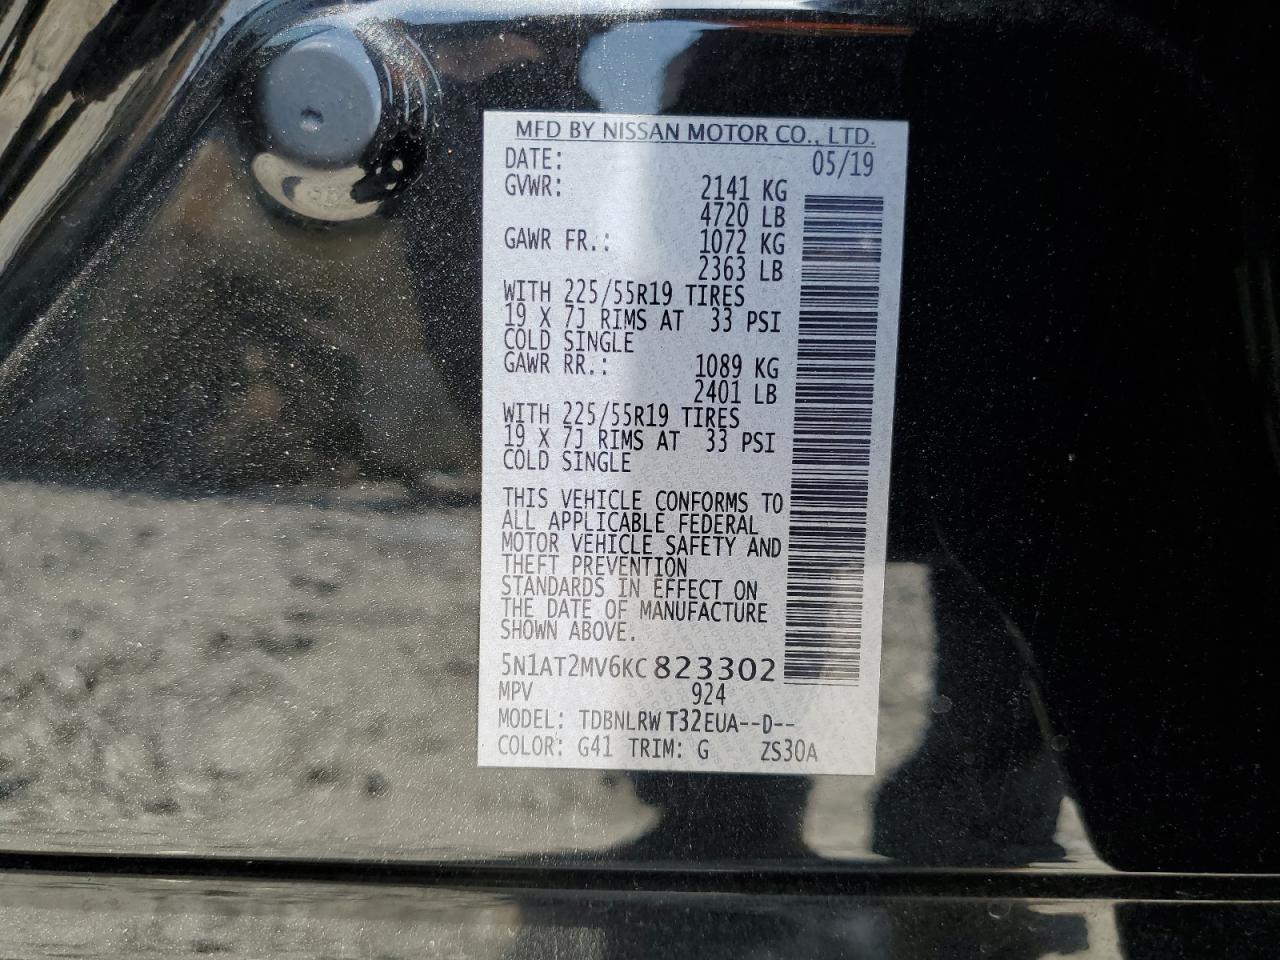 MFD BY NISSAN MOTOR CO., LTD.
DATE: 05/19
GVWR: 2141 KG
4720 LB
GAWR FR.: 1072 KG
2363 LB
WITH 225/55R19 TIRES
19 X 7J RIMS AT 33 PSI
COLD SINGLE
GAWR RR.: 1089 KG
2401 LB
WITH 225/55R19 TIRES
19 X 7J RIMS AT 33 PSI
COLD SINGLE
THIS VEHICLE CONFORMS TO
ALL APPLICABLE FEDERAL
MOTOR VEHICLE SAFETY AND
THEFT PREVENTION
STANDARDS IN EFFECT ON
THE DATE OF MANUFACTURE
SHOWN ABOVE.
5N1AT2MV6KC823302
MPV 924
MODEL: TDBNLRW T32EUA--D--
COLOR: G41 TRIM: G ZS30A